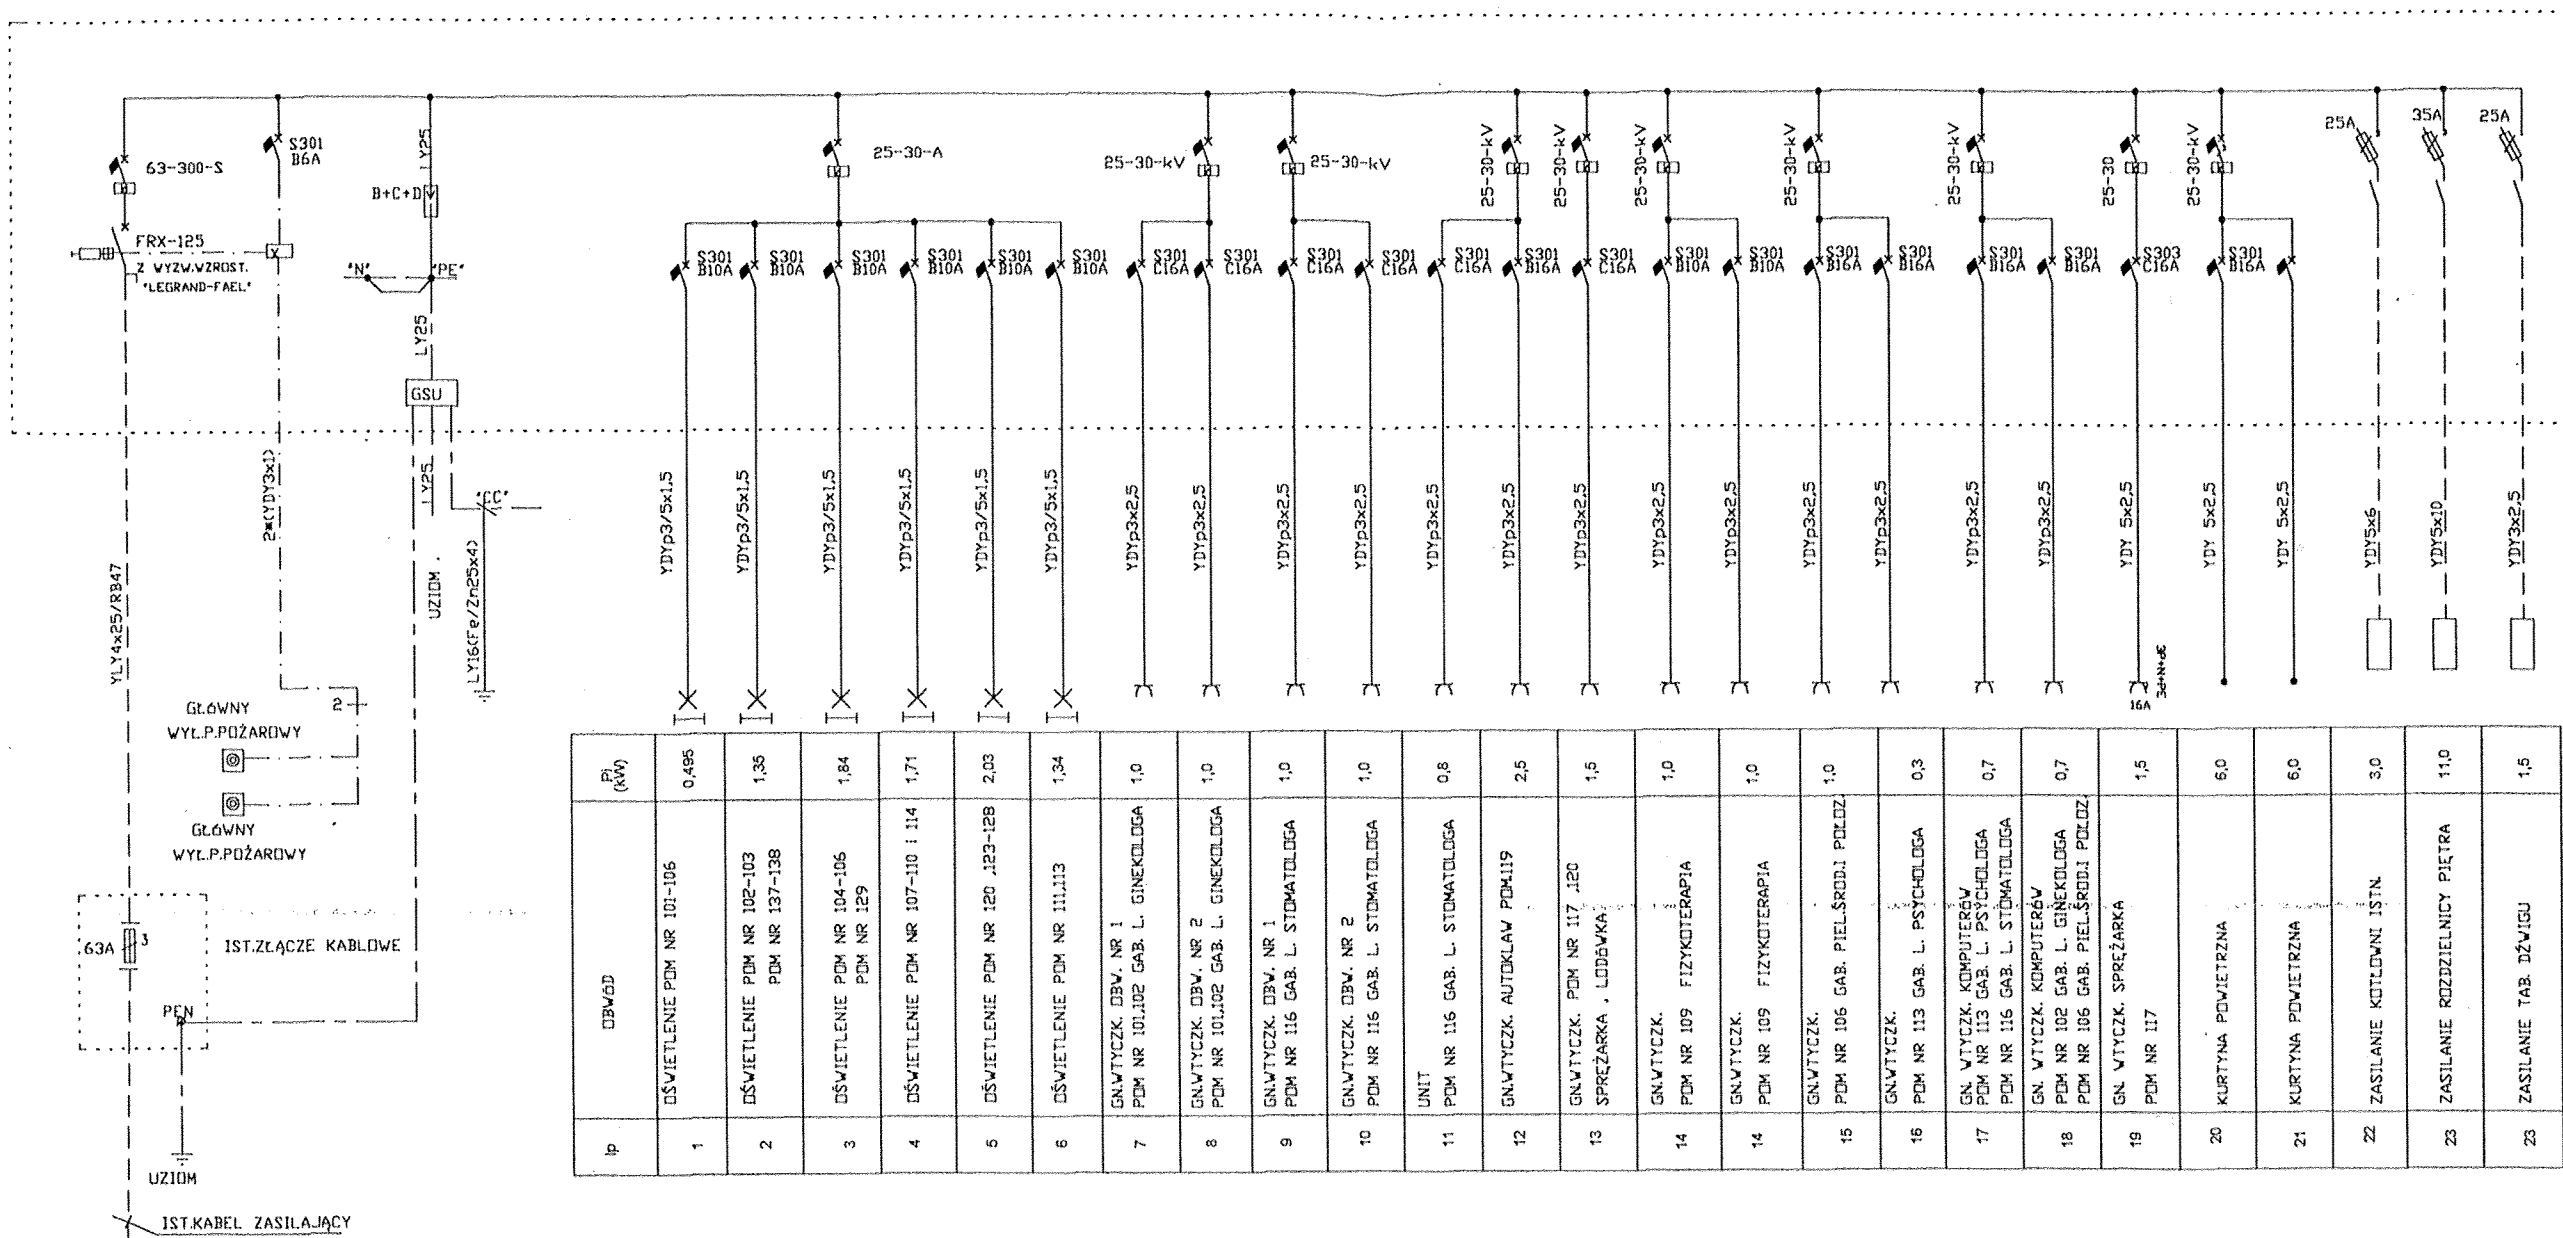 63-300-S
FRX-125
Z WYZW.WZROST.
"LEGRAND-FAEL"
S301
B6A
LY25
B+C+D
"N"
"PE"
LY25
GSU
25-30-A
25-30-kV
25-30-kV
25-30-kV
25-30-kV
25-30-kV
25-30-kV
25-30-kV
25-30
25-30-kV
25A
35A
25A
S301
B10A
S301
B10A
S301
B10A
S301
B10A
S301
B10A
S301
B10A
S301
C16A
S301
C16A
S301
C16A
S301
C16A
S301
C16A
S301
B16A
S301
C16A
S301
B10A
S301
B10A
S301
B16A
S301
B16A
S301
B16A
S301
B16A
S303
C16A
S301
B16A
YLY4x25/RB47
2*(YDY3x1)
LY25
"CC"
UZIOM
LY16(Fe/Zn25x4)
YDYp3/5x1,5
YDYp3/5x1,5
YDYp3/5x1,5
YDYp3/5x1,5
YDYp3/5x1,5
YDYp3/5x1,5
YDYp3x2,5
YDYp3x2,5
YDYp3x2,5
YDYp3x2,5
YDYp3x2,5
YDYp3x2,5
YDYp3x2,5
YDYp3x2,5
YDYp3x2,5
YDYp3x2,5
YDYp3x2,5
YDYp3x2,5
YDYp3x2,5
YDY 5x2,5
YDY 5x2,5
YDY 5x2,5
YDY5x6
YDY5x10
YDY3x2,5
16A
3P+N+PE
2
GŁÓWNY
WYŁ.P.POŻAROWY
GŁÓWNY
WYŁ.P.POŻAROWY
63A
3
IST.ZŁĄCZE KABLOWE
PEN
UZIOM
IST.KABEL ZASILAJĄCY
lp
OBWÓD
Pi
(kW)
1
OŚWIETLENIE POM NR 101-106
0,495
2
OŚWIETLENIE POM NR 102-103
POM NR 137-138
1,35
3
OŚWIETLENIE POM NR 104-106
POM NR 129
1,84
4
OŚWIETLENIE POM NR 107-110 i 114
1,71
5
OŚWIETLENIE POM NR 120 ,123-128
2,03
6
OŚWIETLENIE POM NR 111,113
1,34
7
GN.WTYCZK. OBW. NR 1
POM NR 101,102 GAB. L. GINEKOLOGA
1,0
8
GN.WTYCZK. OBW. NR 2
POM NR 101,102 GAB. L. GINEKOLOGA
1,0
9
GN.WTYCZK. OBW. NR 1
POM NR 116 GAB. L. STOMATOLOGA
1,0
10
GN.WTYCZK. OBW. NR 2
POM NR 116 GAB. L. STOMATOLOGA
1,0
11
UNIT
POM NR 116 GAB. L. STOMATOLOGA
0,8
12
GN.WTYCZK. AUTOKLAW POM.119
2,5
13
GN.WTYCZK. POM NR 117 ,120
SPRĘŻARKA , LODÓWKA
1,5
14
GN.WTYCZK.
POM NR 109 FIZYKOTERAPIA
1,0
14
GN.WTYCZK.
POM NR 109 FIZYKOTERAPIA
1,0
15
GN.WTYCZK.
POM NR 106 GAB. PIEL.ŚROD.I POŁOZ.
1,0
16
GN.WTYCZK.
POM NR 113 GAB. L. PSYCHOLOGA
0,3
17
GN. WTYCZK. KOMPUTERÓW
POM NR 113 GAB. L. PSYCHOLOGA
POM NR 116 GAB. L. STOMATOLOGA
0,7
18
GN. WTYCZK. KOMPUTERÓW
POM NR 102 GAB. L. GINEKOLOGA
POM NR 106 GAB. PIEL.ŚROD.I POŁOZ.
0,7
19
GN. WTYCZK. SPRĘŻARKA
POM NR 117
1,5
20
KURTYNA POWIETRZNA
6,0
21
KURTYNA POWIETRZNA
6,0
22
ZASILANIE KOTŁOWNI ISTN.
3,0
23
ZASILANIE ROZDZIELNICY PIĘTRA
11,0
23
ZASILANIE TAB. DŹWIGU
1,5